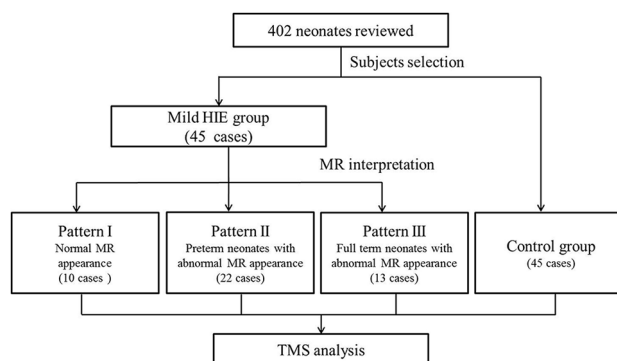 402 neonates reviewed
Subjects selection
Mild HIE group
(45 cases)
MR interpretation
Pattern I
Normal MR
appearance
(10 cases )
Pattern II
Preterm neonates with
abnormal MR appearance
(22 cases)
Pattern III
Full term neonates with
abnormal MR appearance
(13 cases)
Control group
(45 cases)
TMS analysis